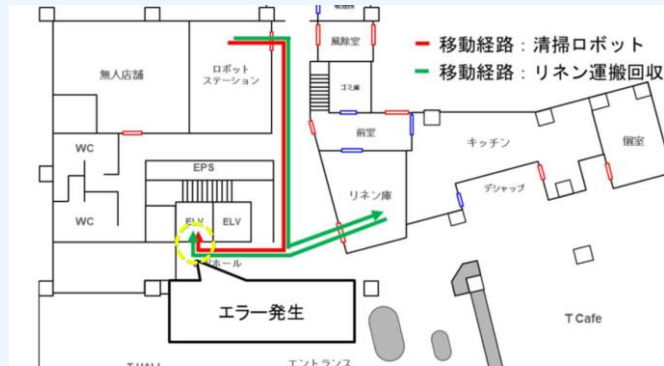 風除室
移動経路：清掃ロボット
移動経路：リネン運搬回収
無人店舗
ロボット
ステーション
ゴミ庫
前室
キッチン
個室
WC
EPS
リネン庫
デシャップ
WC
ELV
ELV
ホール
エラー発生
T Cafe
T HALL
エントランス